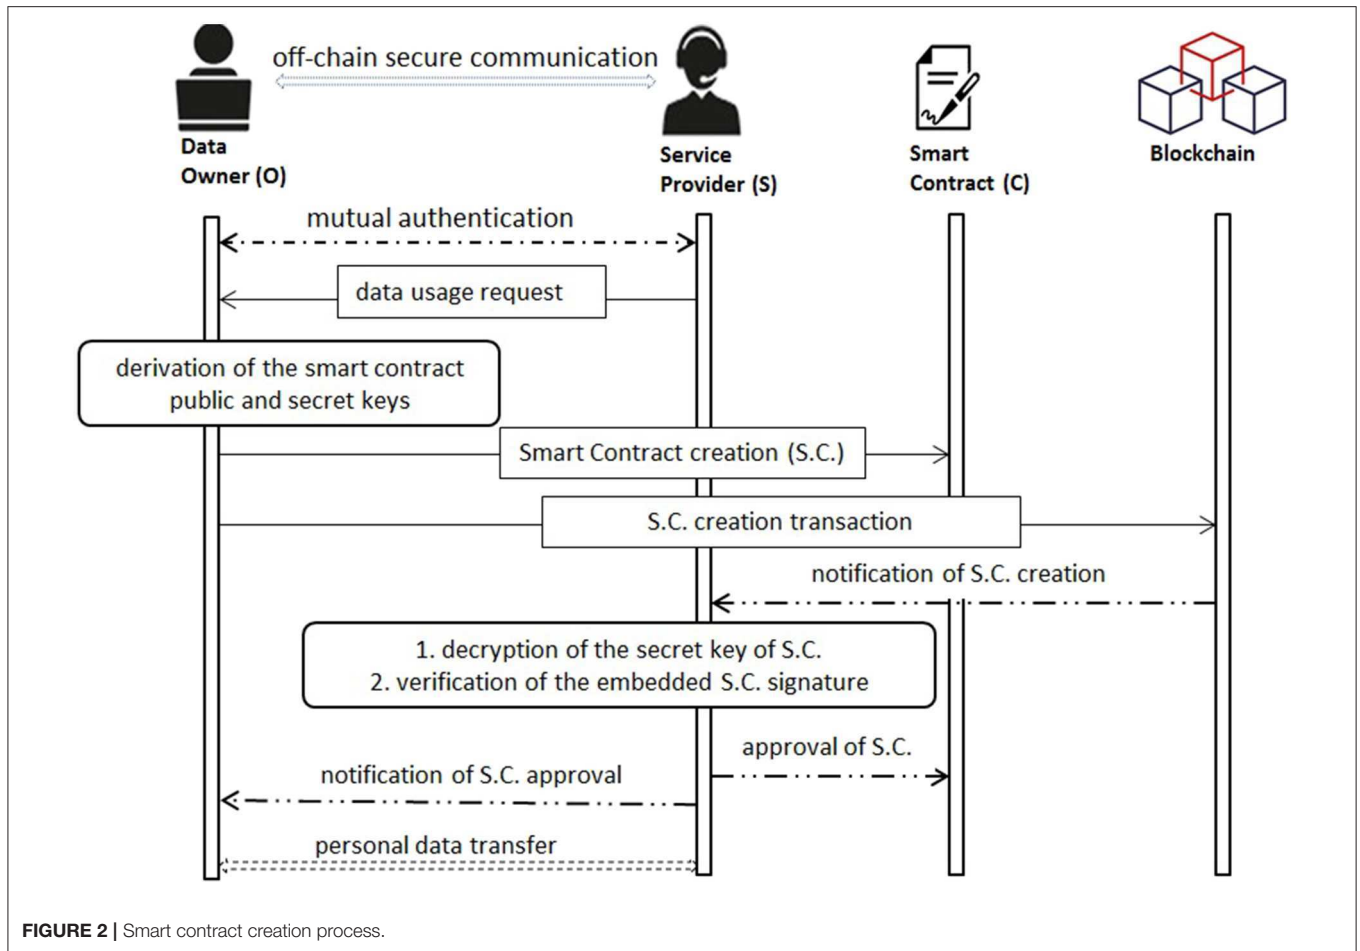 off-chain secure communication
Data
Owner (O)
Service
Provider (S)
Smart
Contract (C)
Blockchain
mutual authentication
data usage request
derivation of the smart contract
public and secret keys
Smart Contract creation (S.C.)
S.C. creation transaction
notification of S.C. creation
1. decryption of the secret key of S.C.
2. verification of the embedded S.C. signature
approval of S.C.
notification of S.C. approval
personal data transfer
FIGURE 2 | Smart contract creation process.